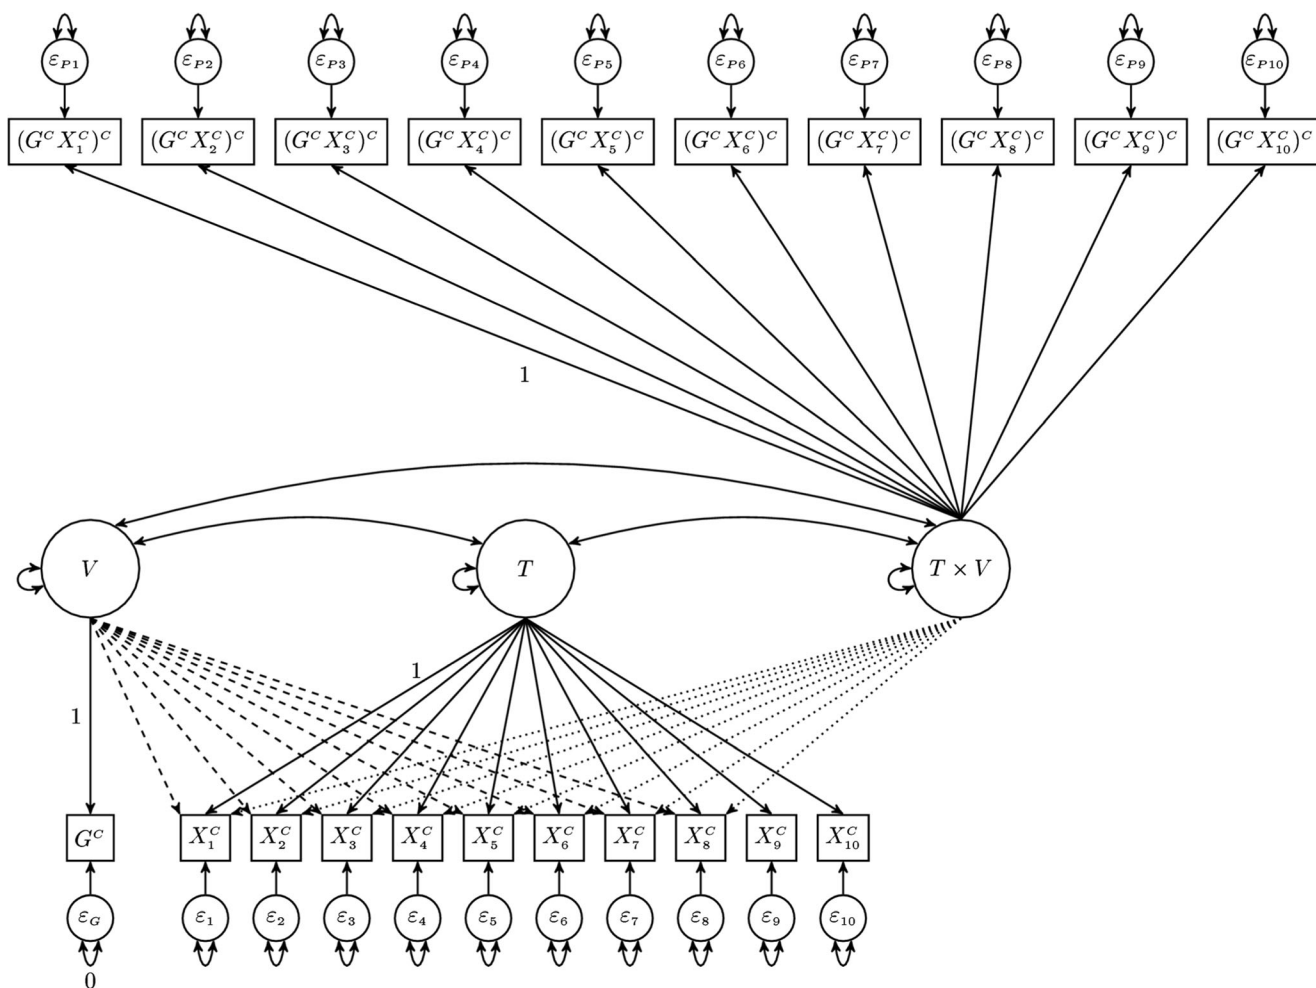 ε_P1 ε_P2 ε_P3 ε_P4 ε_P5 ε_P6 ε_P7 ε_P8 ε_P9 ε_P10
(G^C X_1^C)^C (G^C X_2^C)^C (G^C X_3^C)^C (G^C X_4^C)^C (G^C X_5^C)^C (G^C X_6^C)^C (G^C X_7^C)^C (G^C X_8^C)^C (G^C X_9^C)^C (G^C X_10^C)^C
1
V T T × V
1
1
G^C X_1^C X_2^C X_3^C X_4^C X_5^C X_6^C X_7^C X_8^C X_9^C X_10^C
ε_G ε_1 ε_2 ε_3 ε_4 ε_5 ε_6 ε_7 ε_8 ε_9 ε_10
0